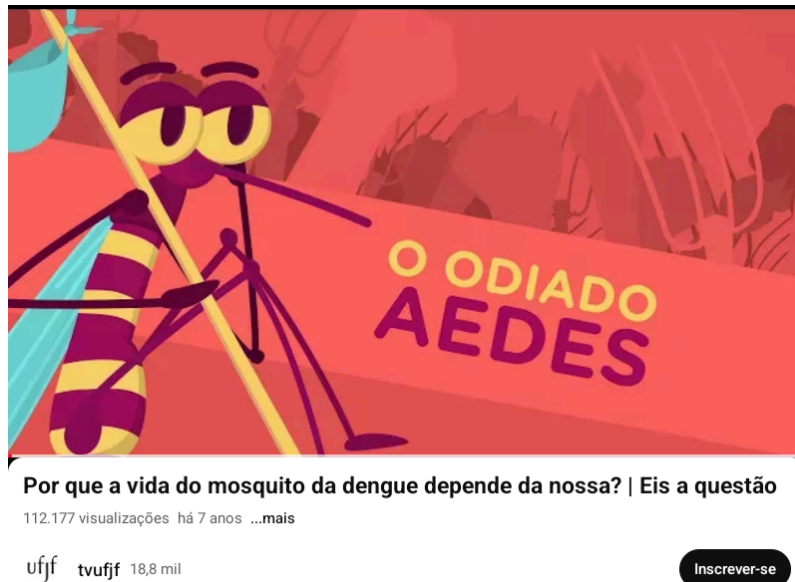 O ODIADO
AEDES
Por que a vida do mosquito da dengue depende da nossa? | Eis a questão
112.177 visualizações há 7 anos ...mais
ufjf tvufjf 18,8 mil Inscrever-se